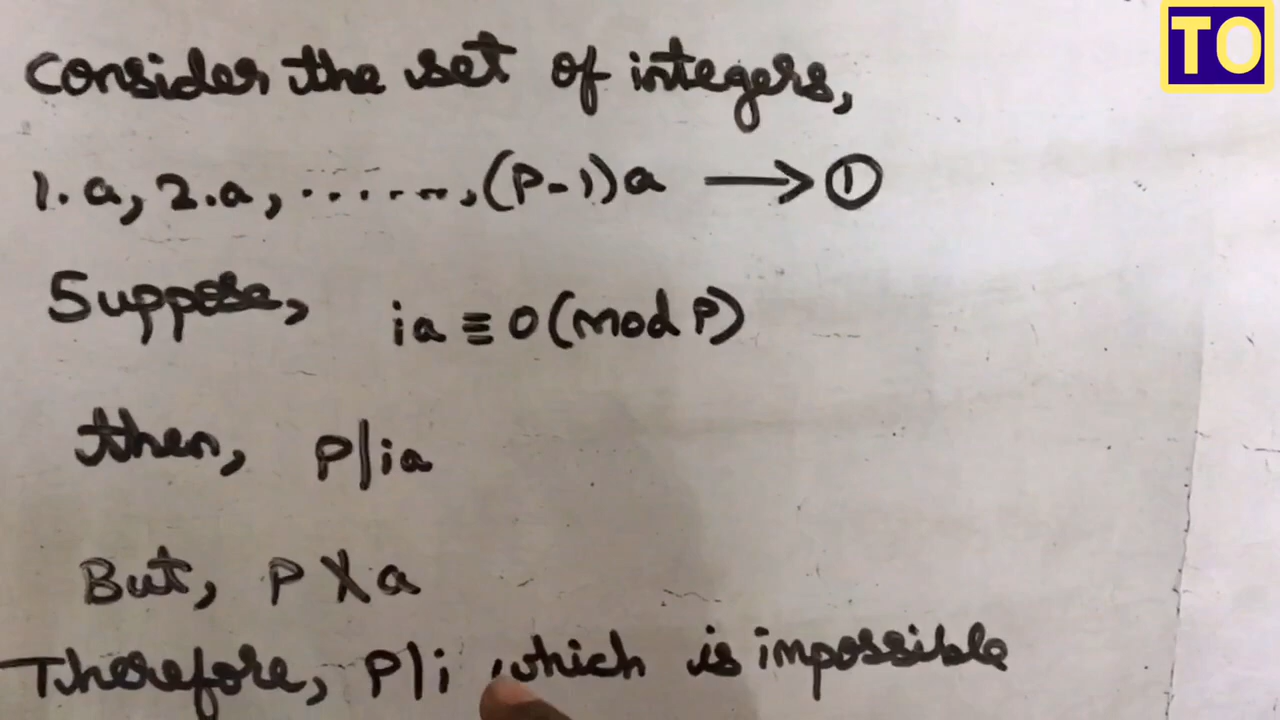 TO
Consider the set of integers,
1.a, 2.a, ......., (P-1)a ⟶ ①
Suppose, ia ≡ 0 (mod P)
then, P|ia
But, P ∤ a
Therefore, P|i, which is impossible